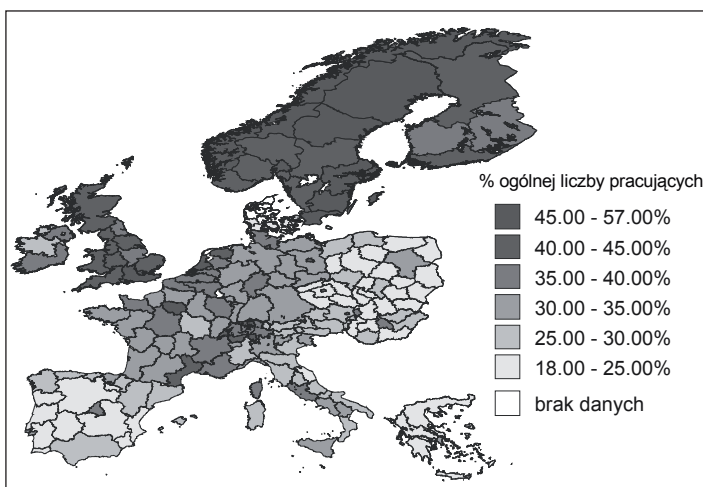 % ogólnej liczby pracujących
45.00 - 57.00%
40.00 - 45.00%
35.00 - 40.00%
30.00 - 35.00%
25.00 - 30.00%
18.00 - 25.00%
brak danych